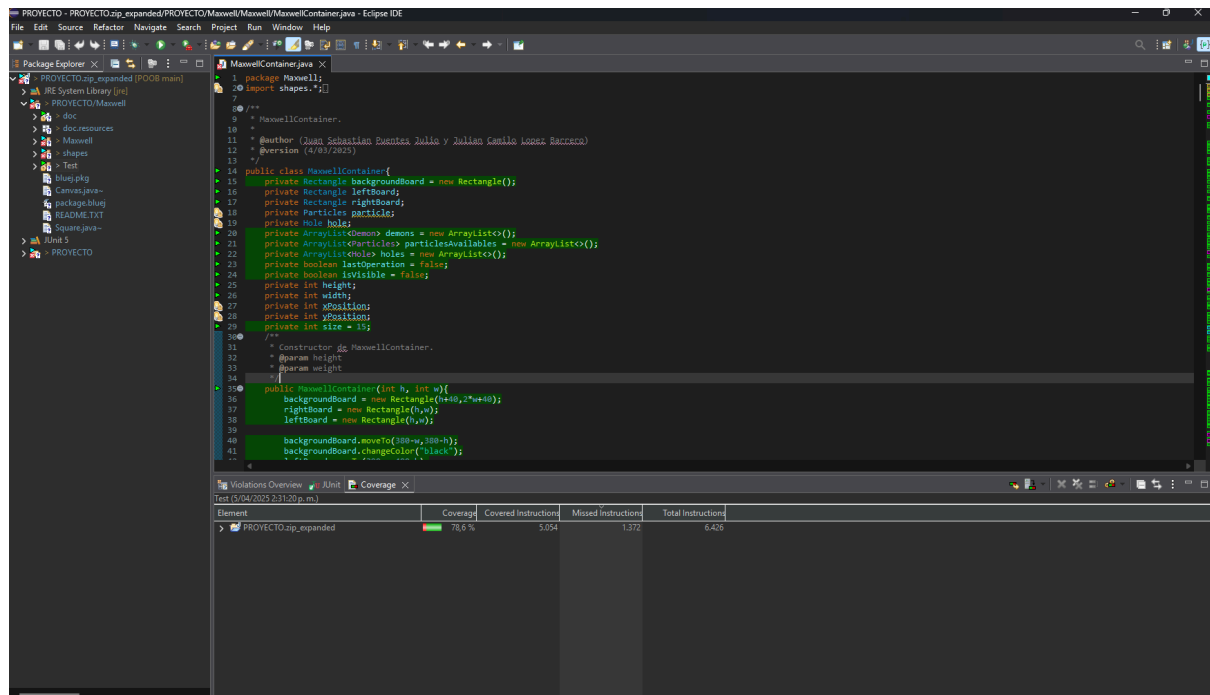 PROYECTO - PROYECTO.zip_expanded/PROYECTO/Maxwell/Maxwell/MaxwellContainer.java - Eclipse IDE
File Edit Source Refactor Navigate Search Project Run Window Help
Package Explorer
MaxwellContainer.java
> PROYECTO.zip_expanded [POOB main]
JRE System Library [jre]
> PROYECTO/Maxwell
> doc
> doc.resources
> Maxwell
> shapes
> Test
bluej.pkg
Canvas.java~
package.bluej
README.TXT
Square.java~
JUnit 5
> PROYECTO
1 package Maxwell;
2 import shapes.*;
7
8 /**
9 * MaxwellContainer.
10 *
11 * @author (Juan Sebastian Puentes Julio y Julian Camilo Lopez Barrero)
12 * @version (4/03/2025)
13 */
14 public class MaxwellContainer{
15 private Rectangle backgroundBoard = new Rectangle();
16 private Rectangle leftBoard;
17 private Rectangle rightBoard;
18 private Particles particle;
19 private Hole hole;
20 private ArrayList<Demon> demons = new ArrayList<>();
21 private ArrayList<Particles> particlesAvailables = new ArrayList<>();
22 private ArrayList<Hole> holes = new ArrayList<>();
23 private boolean lastOperation = false;
24 private boolean isVisible = false;
25 private int height;
26 private int width;
27 private int xPosition;
28 private int yPosition;
29 private int size = 15;
30 /**
31 * Constructor de MaxwellContainer.
32 * @param height
33 * @param weight
34 */
35 public MaxwellContainer(int h, int w){
36 backgroundBoard = new Rectangle(h+40,2*w+40);
37 rightBoard = new Rectangle(h,w);
38 leftBoard = new Rectangle(h,w);
39
40 backgroundBoard.moveTo(380-w,380-h);
41 backgroundBoard.changeColor("black");
Violations Overview JUnit Coverage
Test (5/04/2025 2:31:20 p. m.)
Element Coverage Covered Instructions Missed Instructions Total Instructions
PROYECTO.zip_expanded 78,6 % 5.054 1.372 6.426